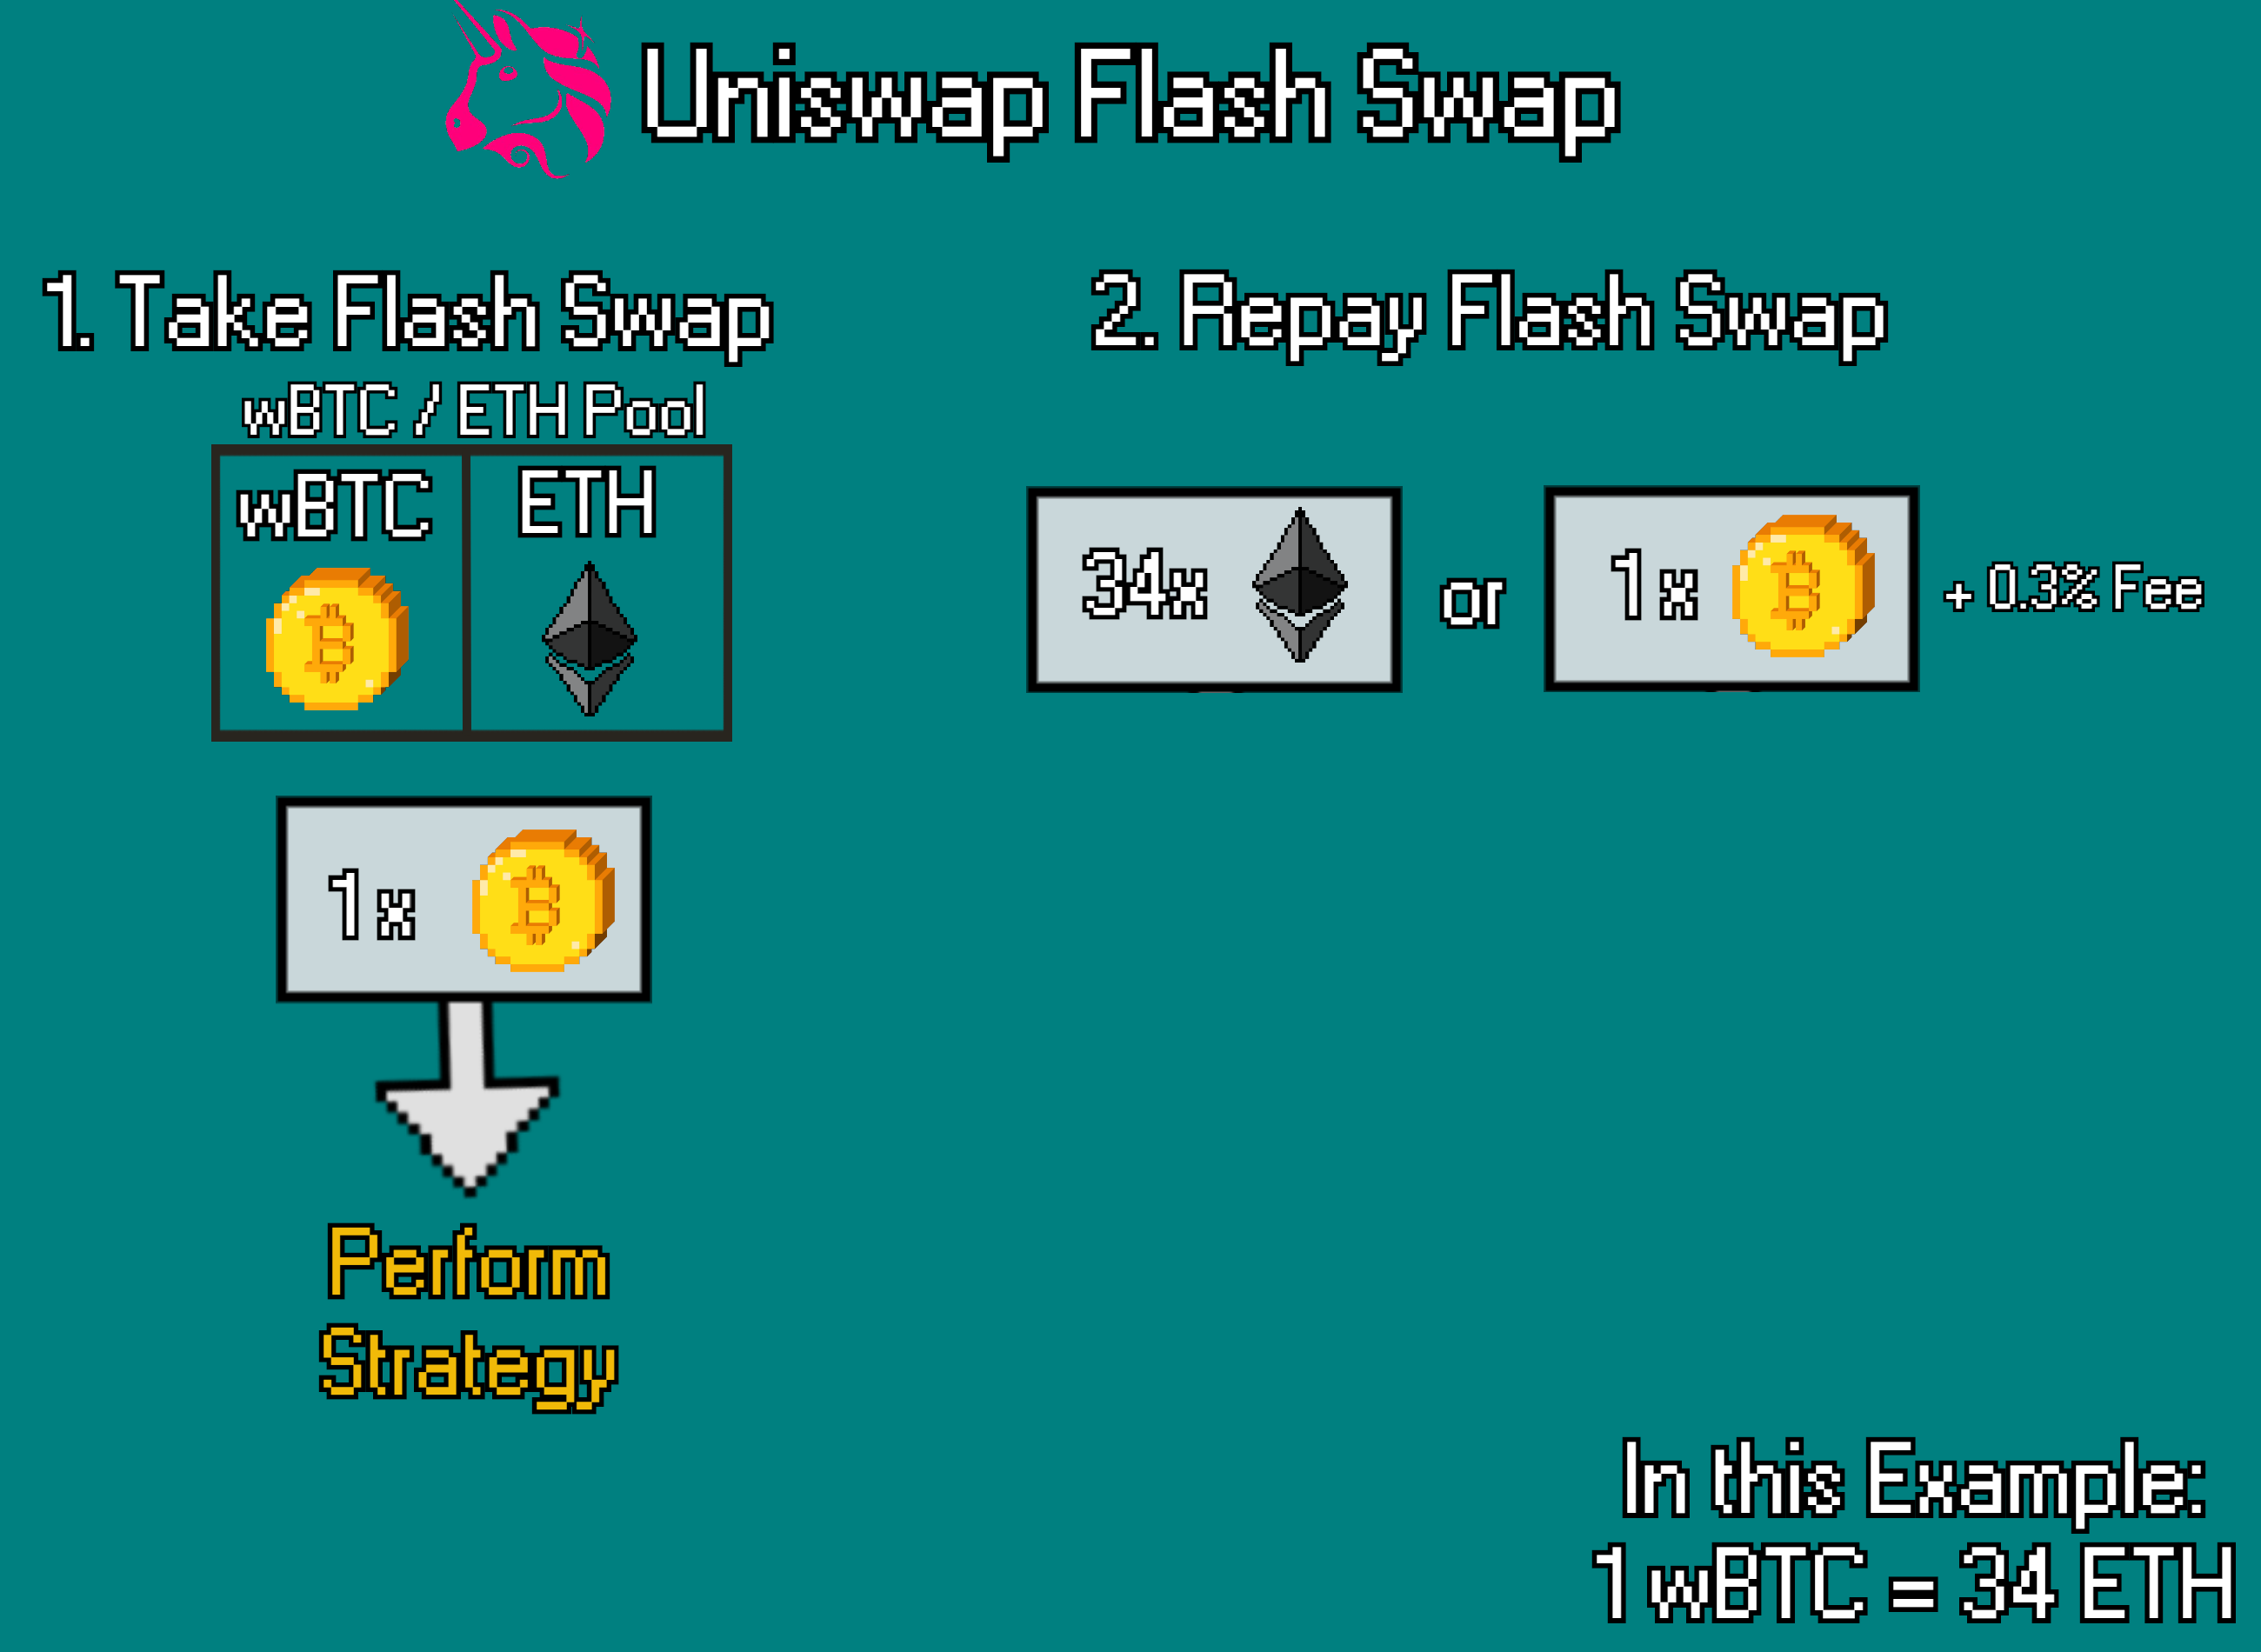 Uniswap Flash Swap
1. Take Flash Swap
wBTC / ETH Pool
wBTC
ETH
1x
Perform
Strategy
2. Repay Flash Swap
34x
or
1x
+ 0.3% Fee
In this Example:
1 wBTC = 34 ETH